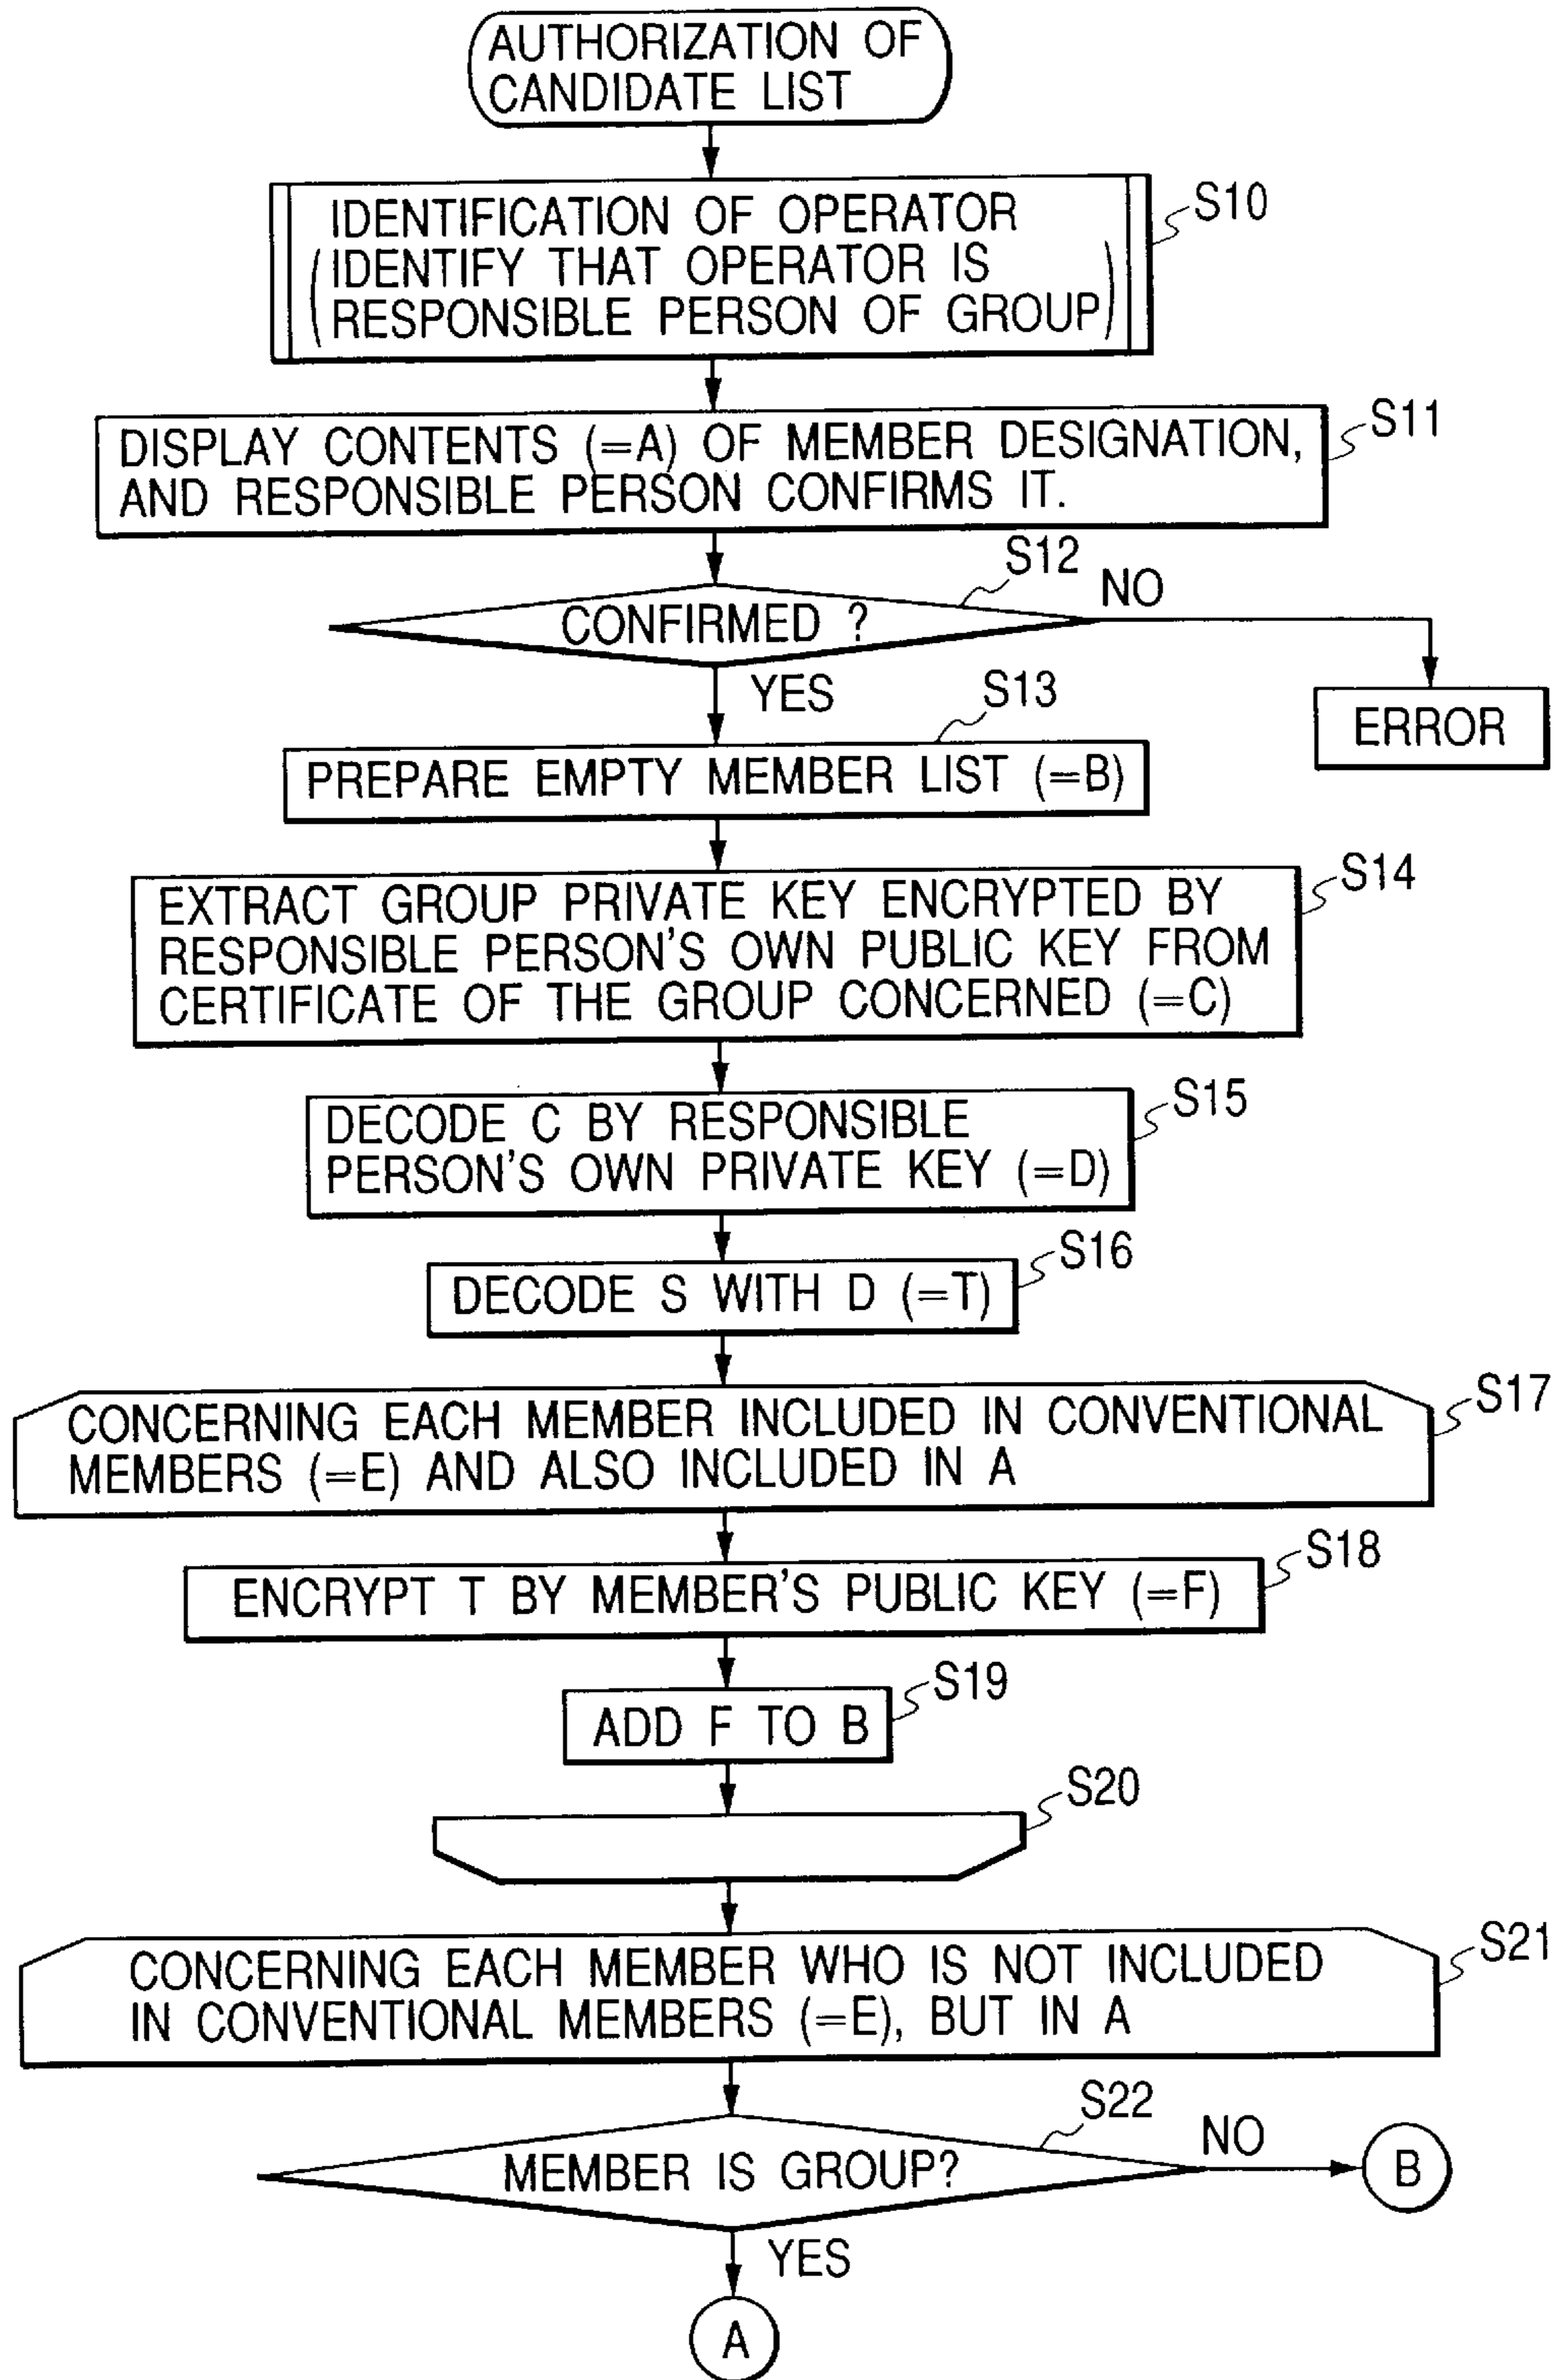 AUTHORIZATION OF
CANDIDATE LIST
IDENTIFICATION OF OPERATOR
(IDENTIFY THAT OPERATOR IS
RESPONSIBLE PERSON OF GROUP)
S10
DISPLAY CONTENTS (=A) OF MEMBER DESIGNATION,
AND RESPONSIBLE PERSON CONFIRMS IT.
S11
S12
CONFIRMED ?
NO
YES
ERROR
S13
PREPARE EMPTY MEMBER LIST (=B)
S14
EXTRACT GROUP PRIVATE KEY ENCRYPTED BY
RESPONSIBLE PERSON'S OWN PUBLIC KEY FROM
CERTIFICATE OF THE GROUP CONCERNED (=C)
S15
DECODE C BY RESPONSIBLE
PERSON'S OWN PRIVATE KEY (=D)
S16
DECODE S WITH D (=T)
S17
CONCERNING EACH MEMBER INCLUDED IN CONVENTIONAL
MEMBERS (=E) AND ALSO INCLUDED IN A
S18
ENCRYPT T BY MEMBER'S PUBLIC KEY (=F)
S19
ADD F TO B
S20
S21
CONCERNING EACH MEMBER WHO IS NOT INCLUDED
IN CONVENTIONAL MEMBERS (=E), BUT IN A
S22
MEMBER IS GROUP?
NO
B
YES
A